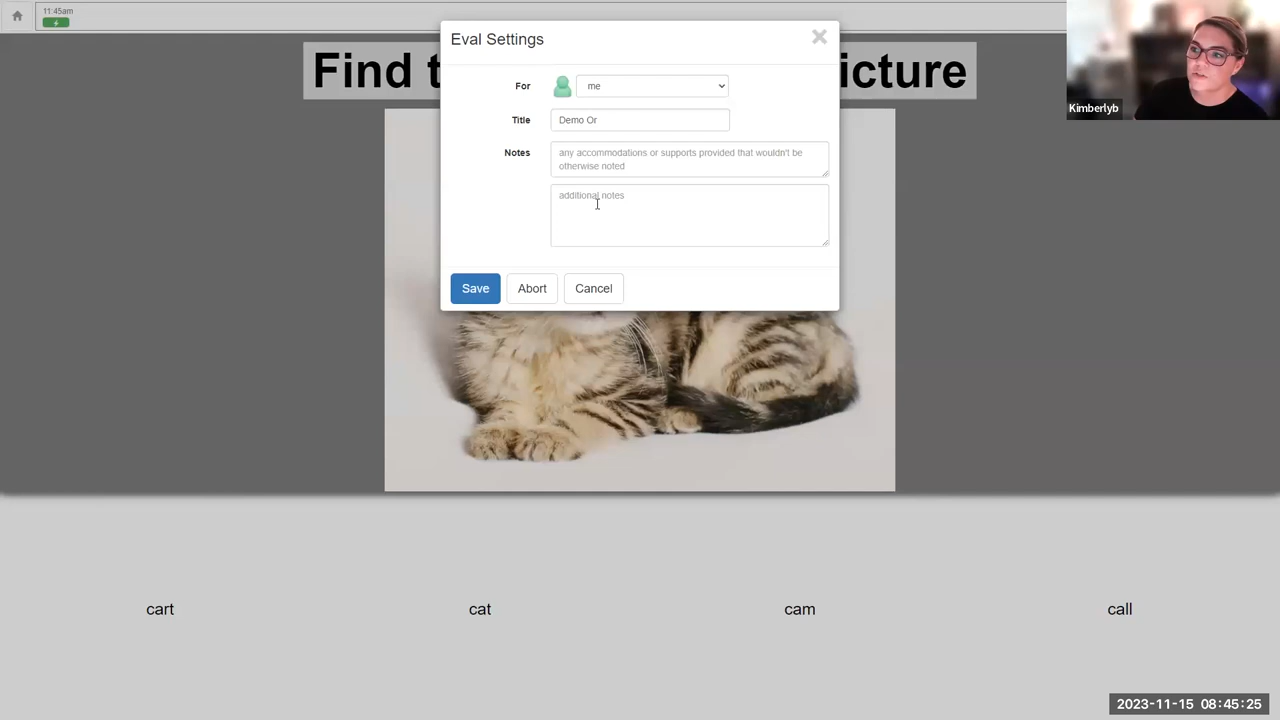 11:45am
Eval Settings
×
Find t
icture
For
me
Title
Demo Or
Notes
any accommodations or supports provided that wouldn't be
otherwise noted
additional notes
Save
Abort
Cancel
Kimberlyb
cart
cat
cam
call
2023-11-15 08:45:25